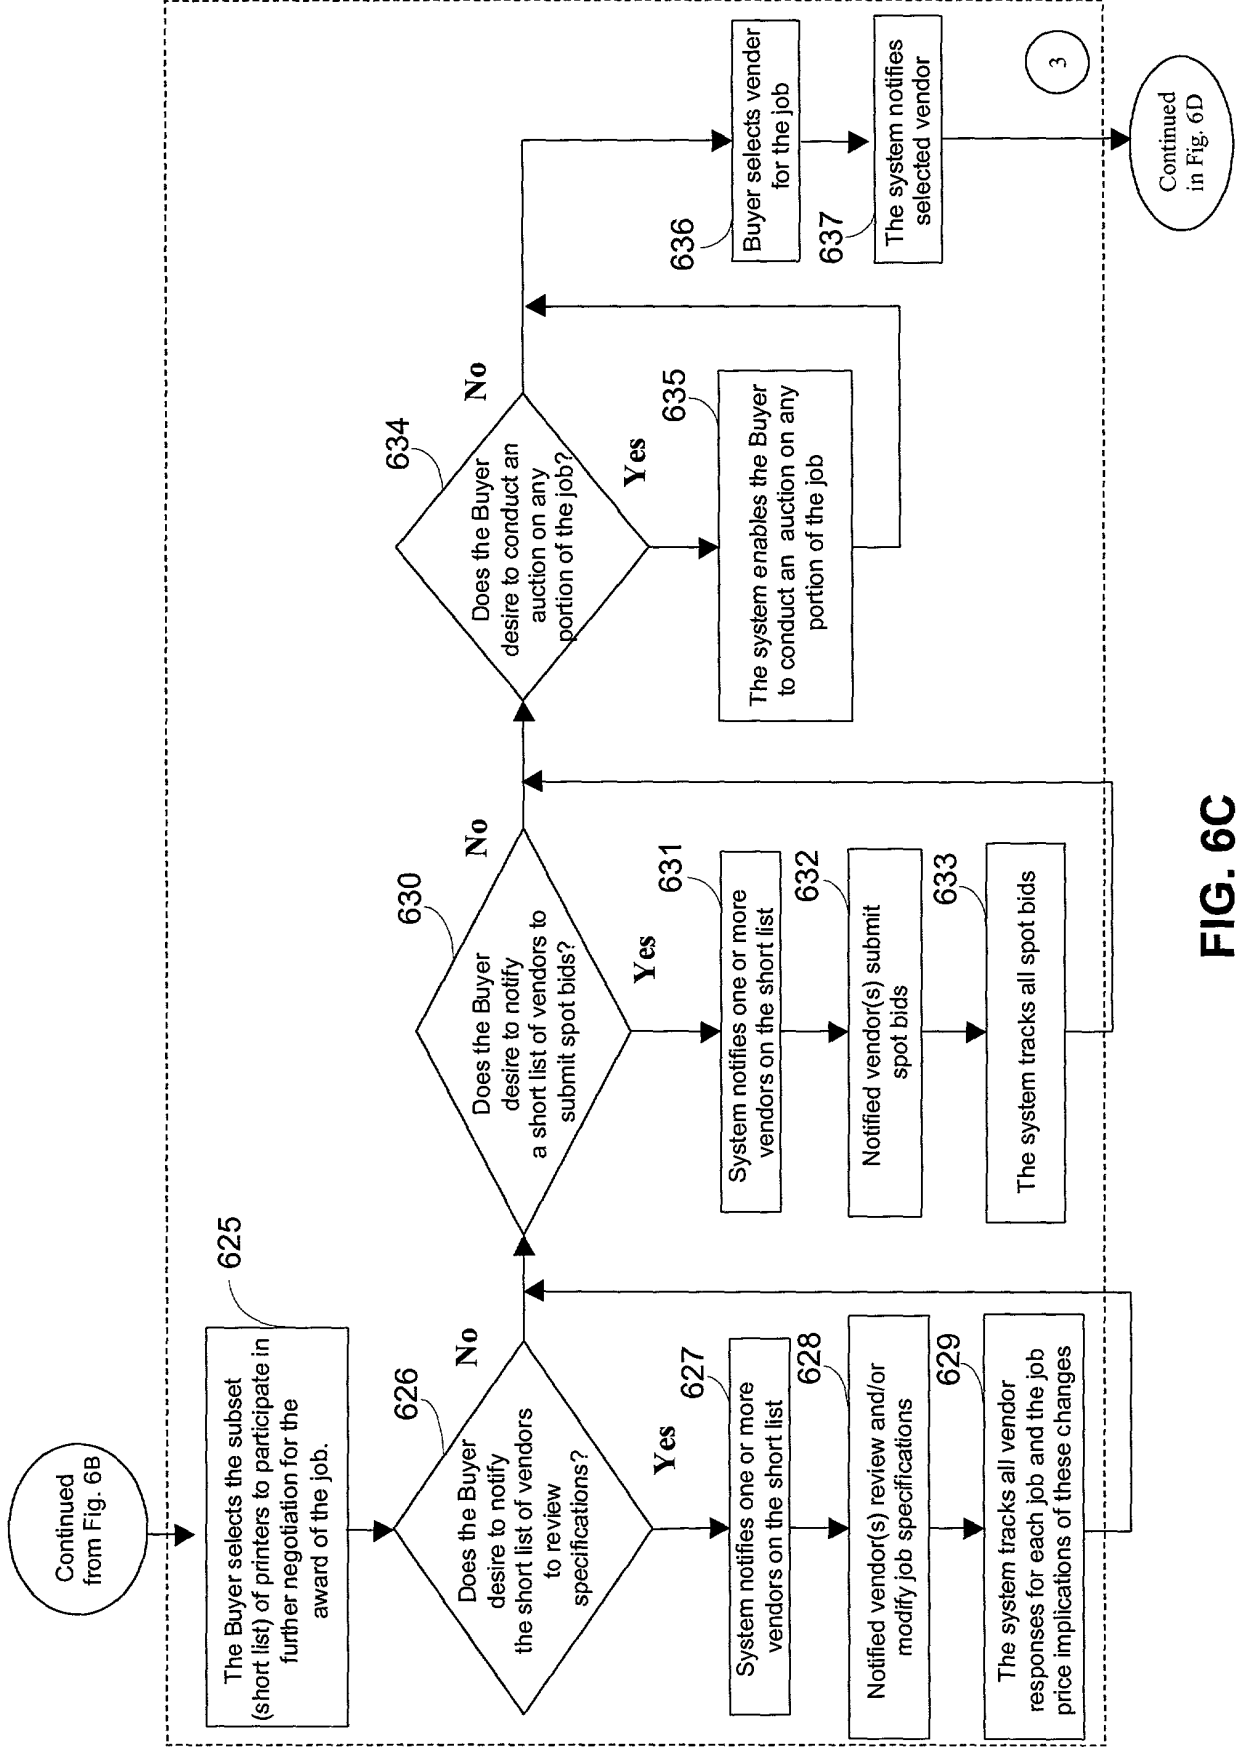 Continued
from Fig. 6B
625
The Buyer selects the subset
(short list) of printers to participate in
further negotiation for the
award of the job.
626
Does the Buyer
desire to notify
the short list of vendors
to review
specifications?
No
Yes
627
System notifies one or more
vendors on the short list
628
Notified vendor(s) review and/or
modify job specifications
629
The system tracks all vendor
responses for each job and the job
price implications of these changes
630
Does the Buyer
desire to notify
a short list of vendors to
submit spot bids?
No
Yes
631
System notifies one or more
vendors on the short list
632
Notified vendor(s) submit
spot bids
633
The system tracks all spot bids
634
Does the Buyer
desire to conduct an
auction on any
portion of the job?
No
Yes
635
The system enables the Buyer
to conduct an auction on any
portion of the job
636
Buyer selects vender
for the job
637
The system notifies
selected vendor
3
Continued
in Fig. 6D
FIG. 6C